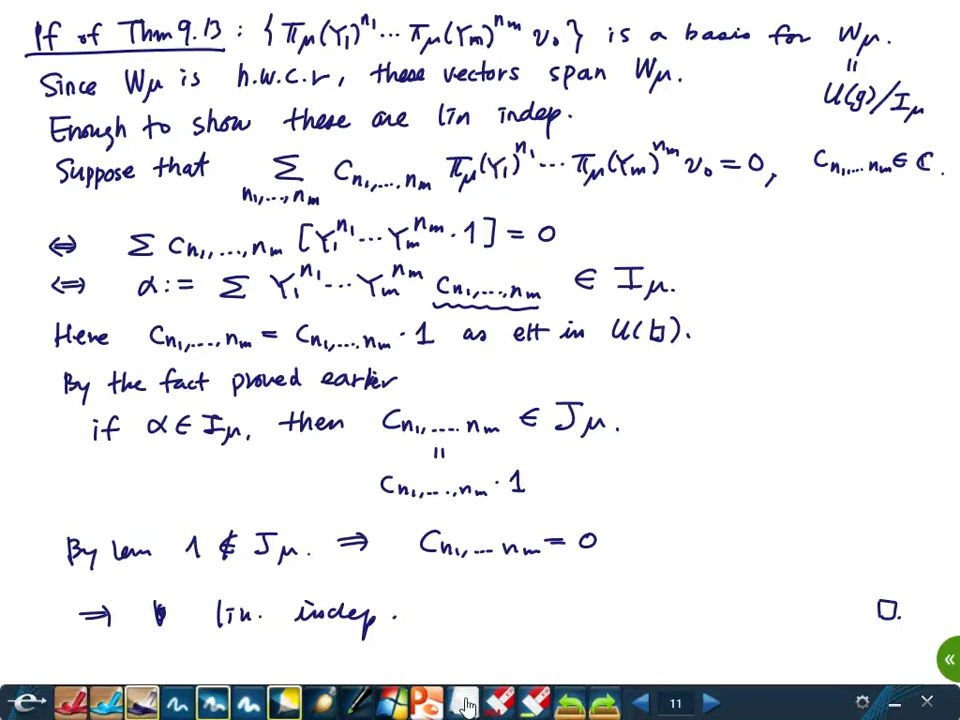 Pf of Thm 9.13 : { π_μ(Y_1)^{n_1} ⋯ π_μ(Y_m)^{n_m} v_0 } is a basis for W_μ.
Since W_μ is h.w.c.r, these vectors span W_μ.
= U(g)/I_μ
Enough to show these are lin indep.
Suppose that Σ_{n_1,…,n_m} C_{n_1,…,n_m} π_μ(Y_1)^{n_1} ⋯ π_μ(Y_m)^{n_m} v_0 = 0, C_{n_1,…,n_m} ∈ ℂ.
⇔ Σ C_{n_1,…,n_m} [Y_1^{n_1} ⋯ Y_m^{n_m} · 1] = 0
⇔ α := Σ Y_1^{n_1} ⋯ Y_m^{n_m} C_{n_1,…,n_m} ∈ I_μ.
Here C_{n_1,…,n_m} = C_{n_1,…,n_m} · 1 as elt in U(b).
By the fact proved earlier
if α ∈ I_μ, then C_{n_1,…,n_m} ∈ J_μ.
=
C_{n_1,…,n_m} · 1
By lem 1 ∉ J_μ. ⇒ C_{n_1,…,n_m} = 0
⇒ lin. indep. □.
11